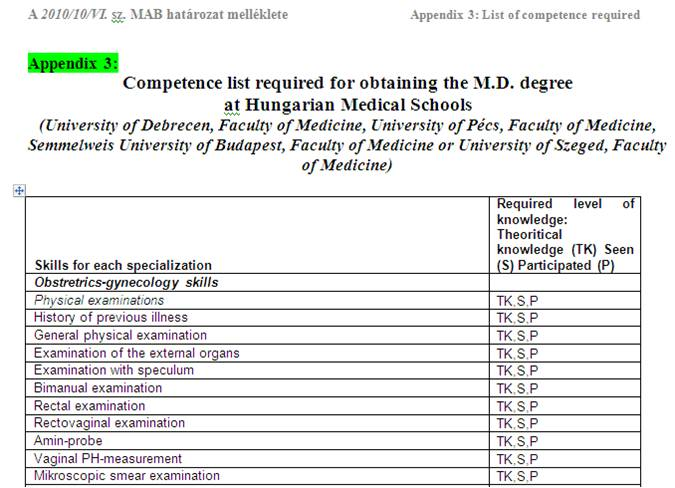 A 2010/10/VI. sz. MAB határozat melléklete Appendix 3: List of competence required
Appendix 3:
Competence list required for obtaining the M.D. degree
at Hungarian Medical Schools
(University of Debrecen, Faculty of Medicine, University of Pécs, Faculty of Medicine,
Semmelweis University of Budapest, Faculty of Medicine or University of Szeged, Faculty
of Medicine)
Required level of
knowledge:
Theoritical
knowledge (TK) Seen
Skills for each specialization (S) Participated (P)
Obstretrics-gynecology skills
Physical examinations TK,S,P
History of previous illness TK,S,P
General physical examination TK,S,P
Examination of the external organs TK,S,P
Examination with speculum TK,S,P
Bimanual examination TK,S,P
Rectal examination TK,S,P
Rectovaginal examination TK,S,P
Amin-probe TK,S,P
Vaginal PH-measurement TK,S,P
Mikroscopic smear examination TK,S,P